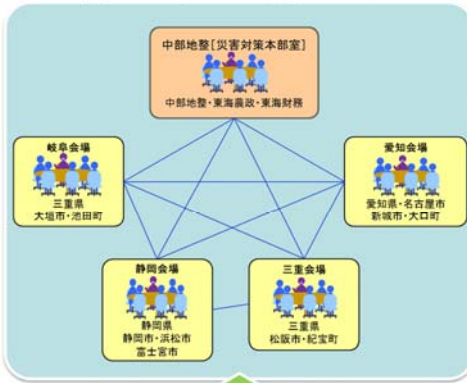 中部地整[災害対策本部室]
中部地整・東海農政・東海財務
岐阜会場
三重県
大垣市・池田町
愛知会場
愛知県・名古屋市
新城市・大口町
静岡会場
静岡県
静岡市・浜松市
富士宮市
三重会場
三重県
松阪市・紀宝町